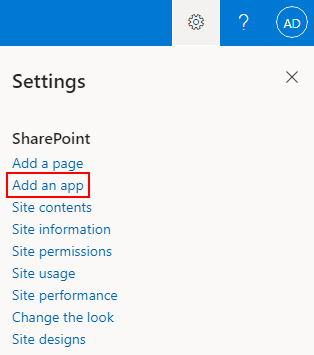 ?
AD
Settings
SharePoint
Add a page
Add an app
Site contents
Site information
Site permissions
Site usage
Site performance
Change the look
Site designs